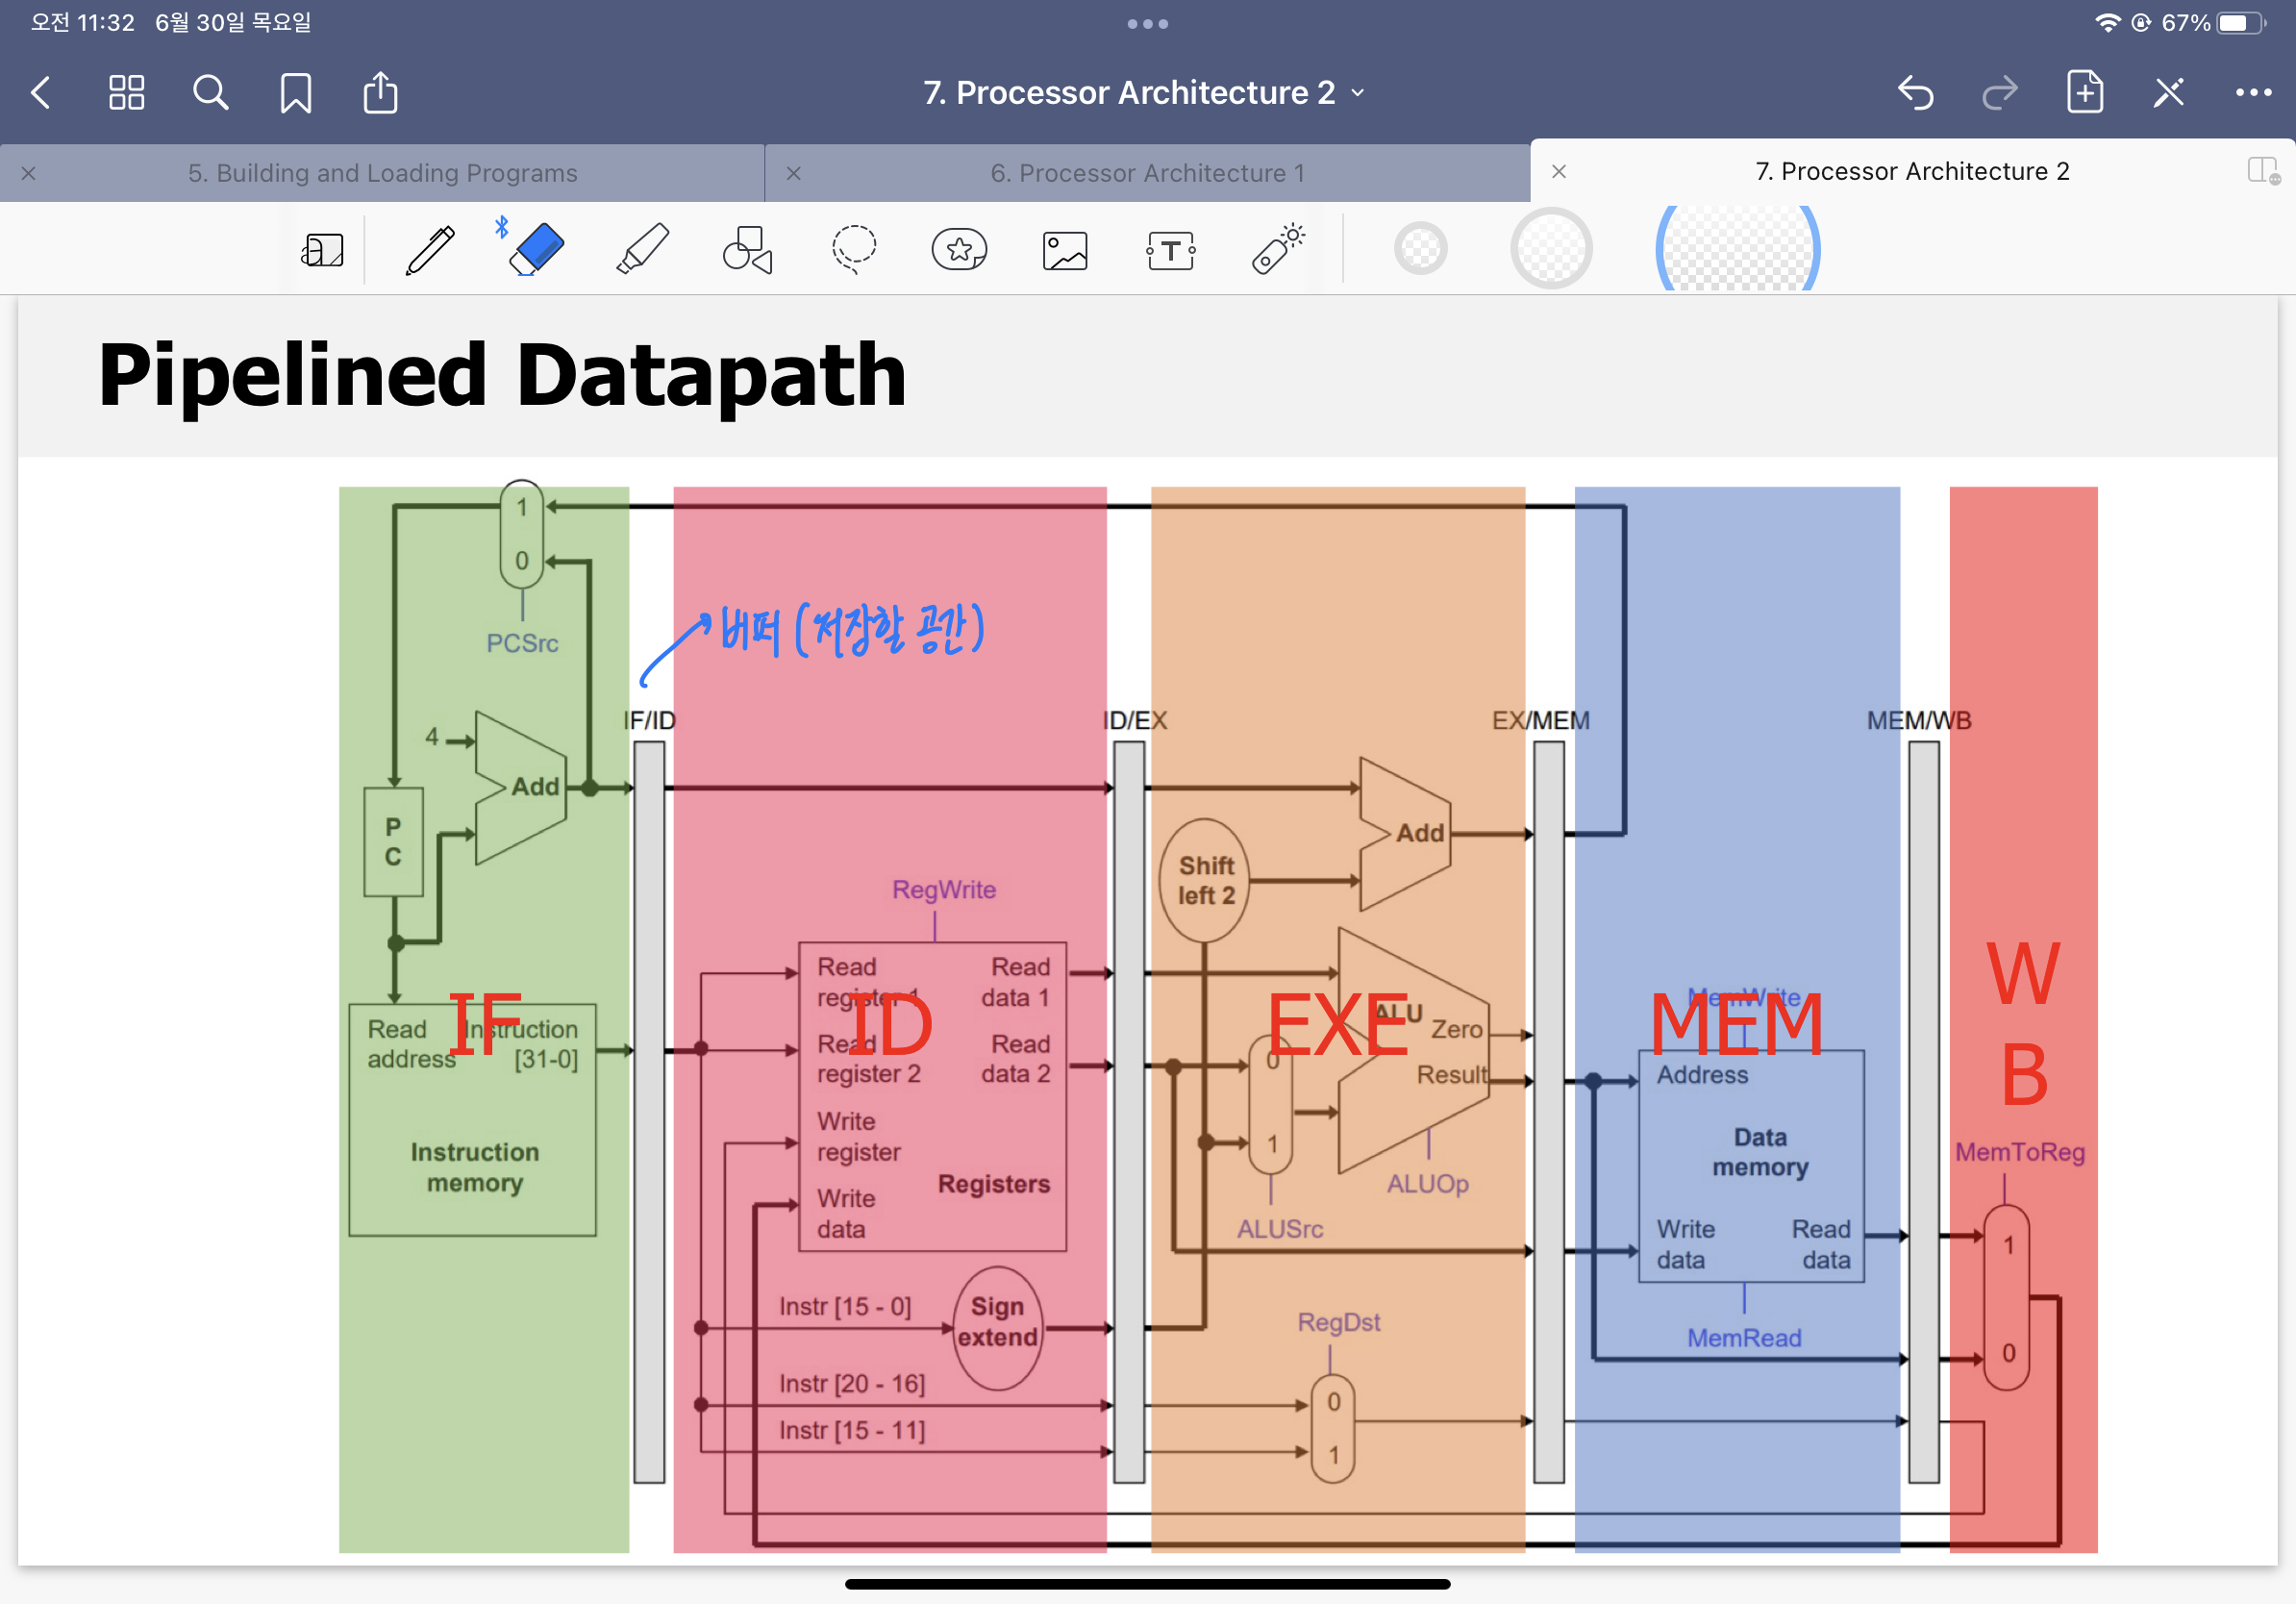 오전 11:32 6월 30일 목요일
67%
7. Processor Architecture 2
5. Building and Loading Programs
6. Processor Architecture 1
7. Processor Architecture 2
Pipelined Datapath
1
0
PCSrc
버퍼 (저장할 공간)
IF/ID
ID/EX
EX/MEM
MEM/WB
4
Add
P
C
Add
Shift
left 2
RegWrite
IF
ID
EXE
MEM
W
B
Read
address
Instruction
[31-0]
Instruction
memory
Read
register 1
Read
data 1
Read
register 2
Read
data 2
Write
register
Write
data
Registers
ALU
Zero
Result
0
1
ALUOp
ALUSrc
MemWrite
Address
Data
memory
Write
data
Read
data
MemRead
MemToReg
1
0
Instr [15 - 0]
Sign
extend
Instr [20 - 16]
Instr [15 - 11]
RegDst
0
1